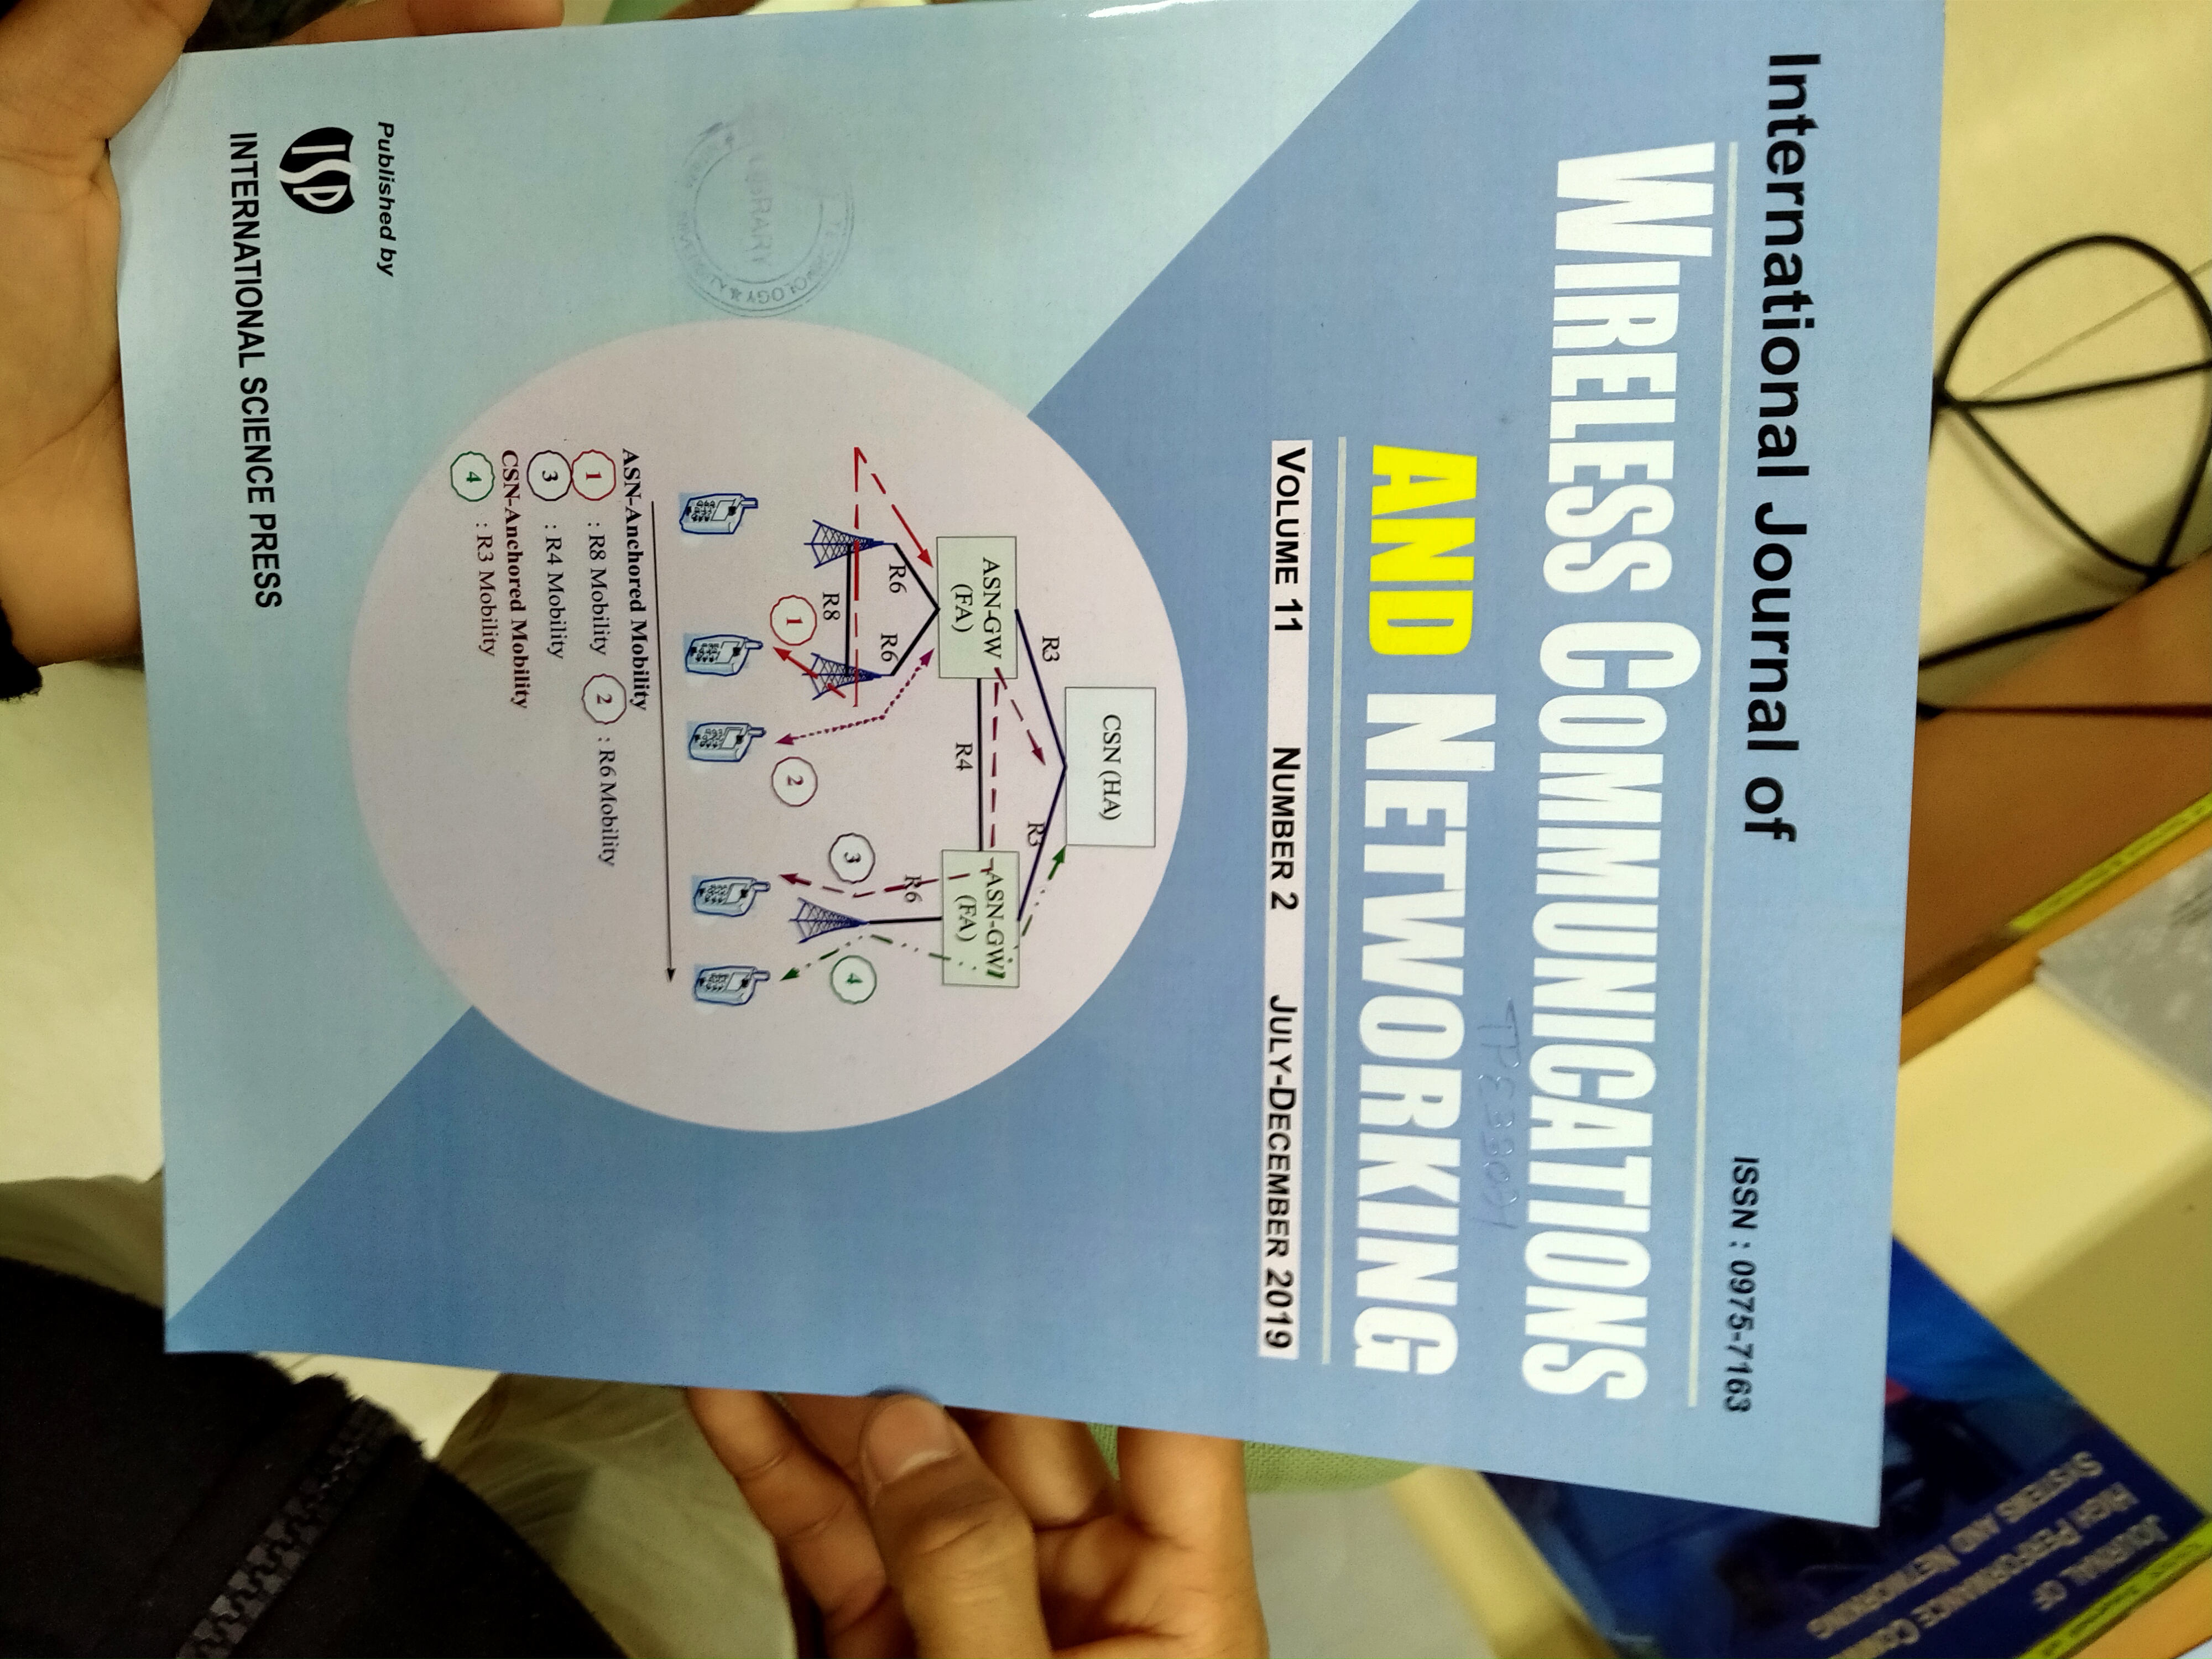 JOURNAL OF
HIGH PERFORMANCE
SYSTEMS AND NETWORKING
International Journal of
ISSN : 0975-7163
WIRELESS COMMUNICATIONS
AND NETWORKING
VOLUME 11 NUMBER 2 JULY-DECEMBER 2019
CSN (HA)
R3
R3
ASN-GW
(FA)
ASN-GW
(FA)
R4
R6
R6
R6
R8
1
2
3
4
ASN-Anchored Mobility
1 : R8 Mobility 2 : R6 Mobility
3 : R4 Mobility
CSN-Anchored Mobility
4 : R3 Mobility
Published by
ISP
INTERNATIONAL SCIENCE PRESS